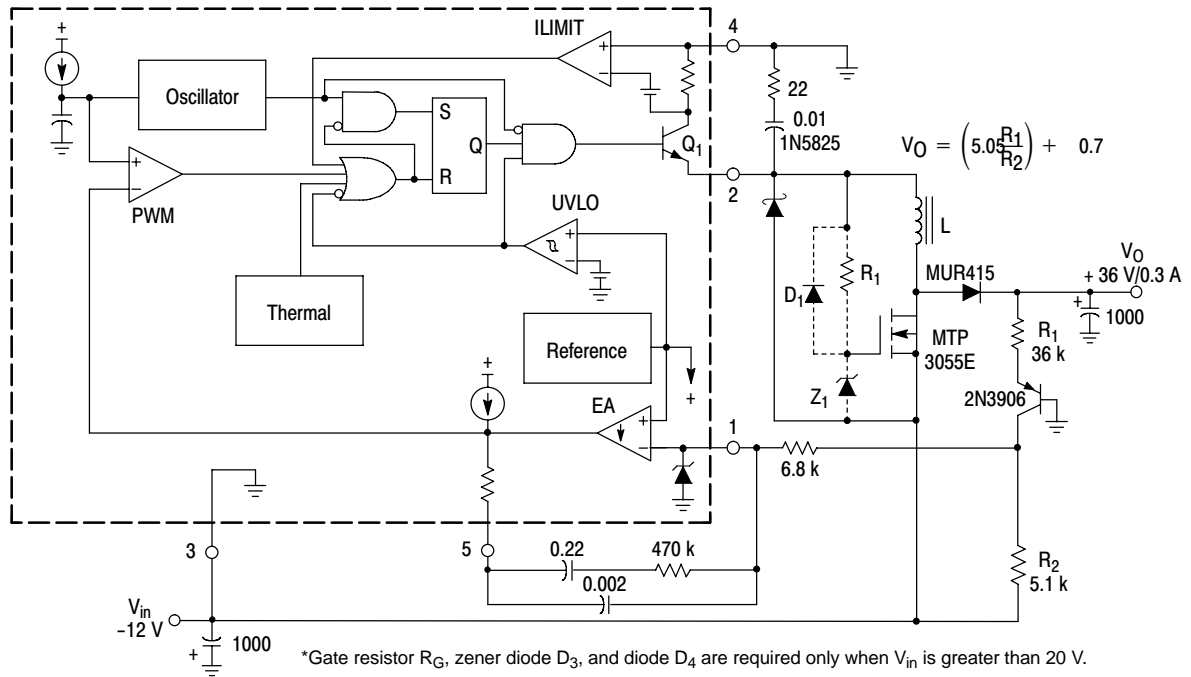 ILIMIT
4
+
−
+
Oscillator
22
0.01
1N5825
S
Q
R
Q1
VO = (5.05 R1/R2) + 0.7
+
−
PWM
2
UVLO
+
−
L
Thermal
D1
R1
MUR415
VO
+ 36 V/0.3 A
+
1000
Reference
MTP
3055E
R1
36 k
Z1
2N3906
+
+
EA
+
−
1
6.8 k
3
5
0.22
470 k
0.002
R2
5.1 k
Vin
−12 V
+
1000
*Gate resistor RG, zener diode D3, and diode D4 are required only when Vin is greater than 20 V.